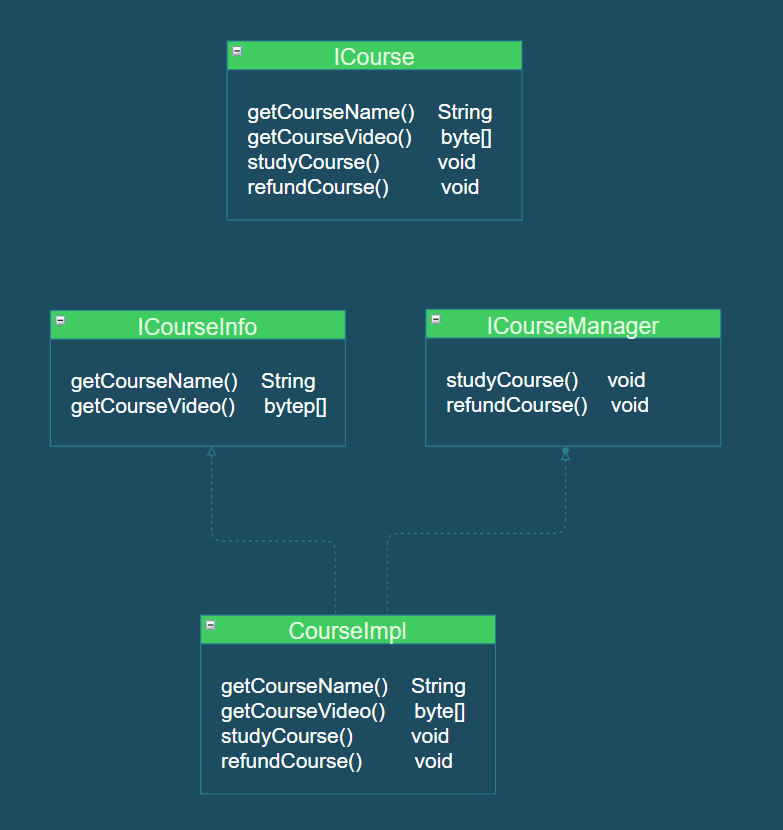 ICourse
getCourseName() String
getCourseVideo() byte[]
studyCourse() void
refundCourse() void
ICourseInfo
getCourseName() String
getCourseVideo() bytep[]
ICourseManager
studyCourse() void
refundCourse() void
CourseImpl
getCourseName() String
getCourseVideo() byte[]
studyCourse() void
refundCourse() void